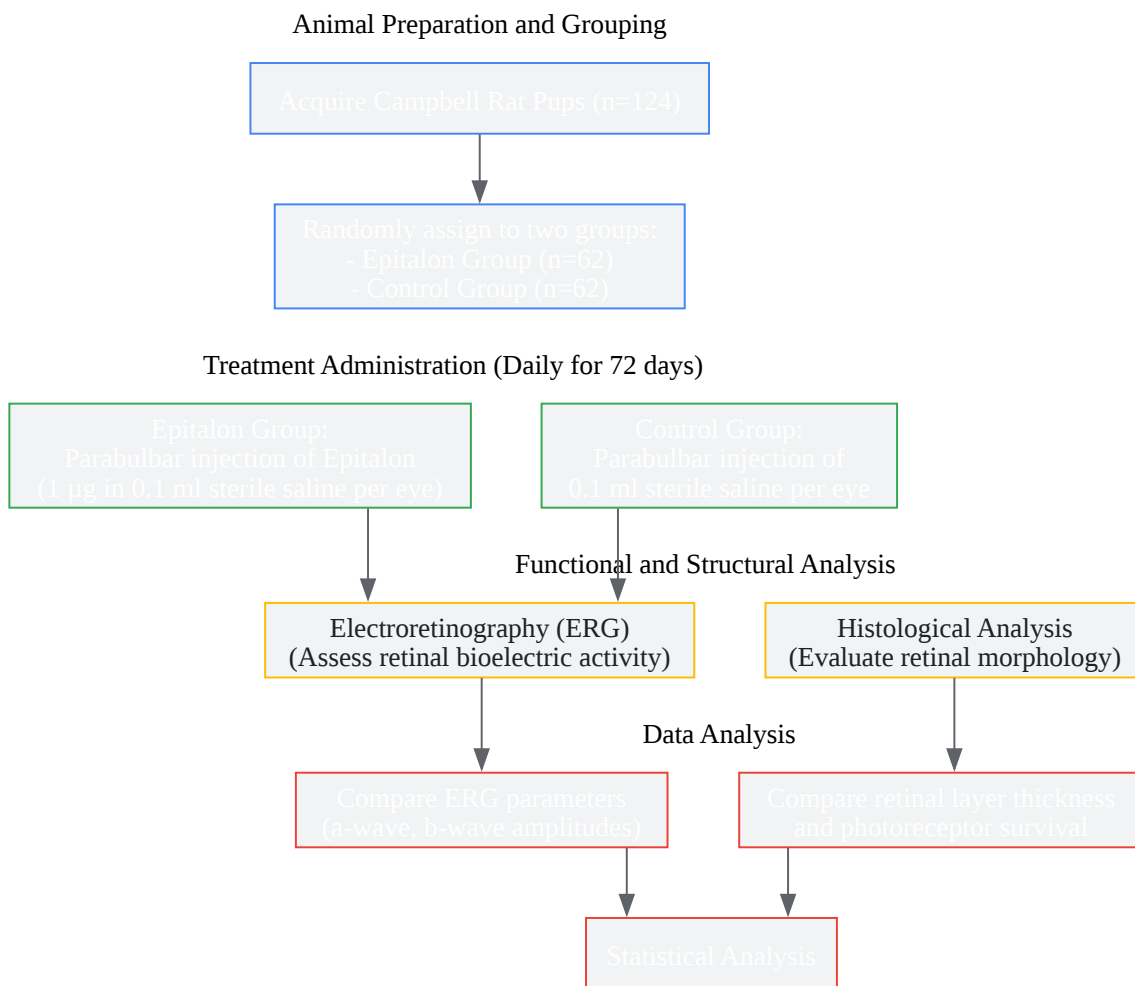 Animal Preparation and Grouping
Acquire Campbell Rat Pups (n=124)
Randomly assign to two groups:
- Epitalon Group (n=62)
- Control Group (n=62)
Treatment Administration (Daily for 72 days)
Epitalon Group:
Parabulbar injection of Epitalon
(1 µg in 0.1 ml sterile saline per eye)
Control Group:
Parabulbar injection of
0.1 ml sterile saline per eye
Functional and Structural Analysis
Electroretinography (ERG)
(Assess retinal bioelectric activity)
Histological Analysis
(Evaluate retinal morphology)
Data Analysis
Compare ERG parameters
(a-wave, b-wave amplitudes)
Compare retinal layer thickness
and photoreceptor survival
Statistical Analysis